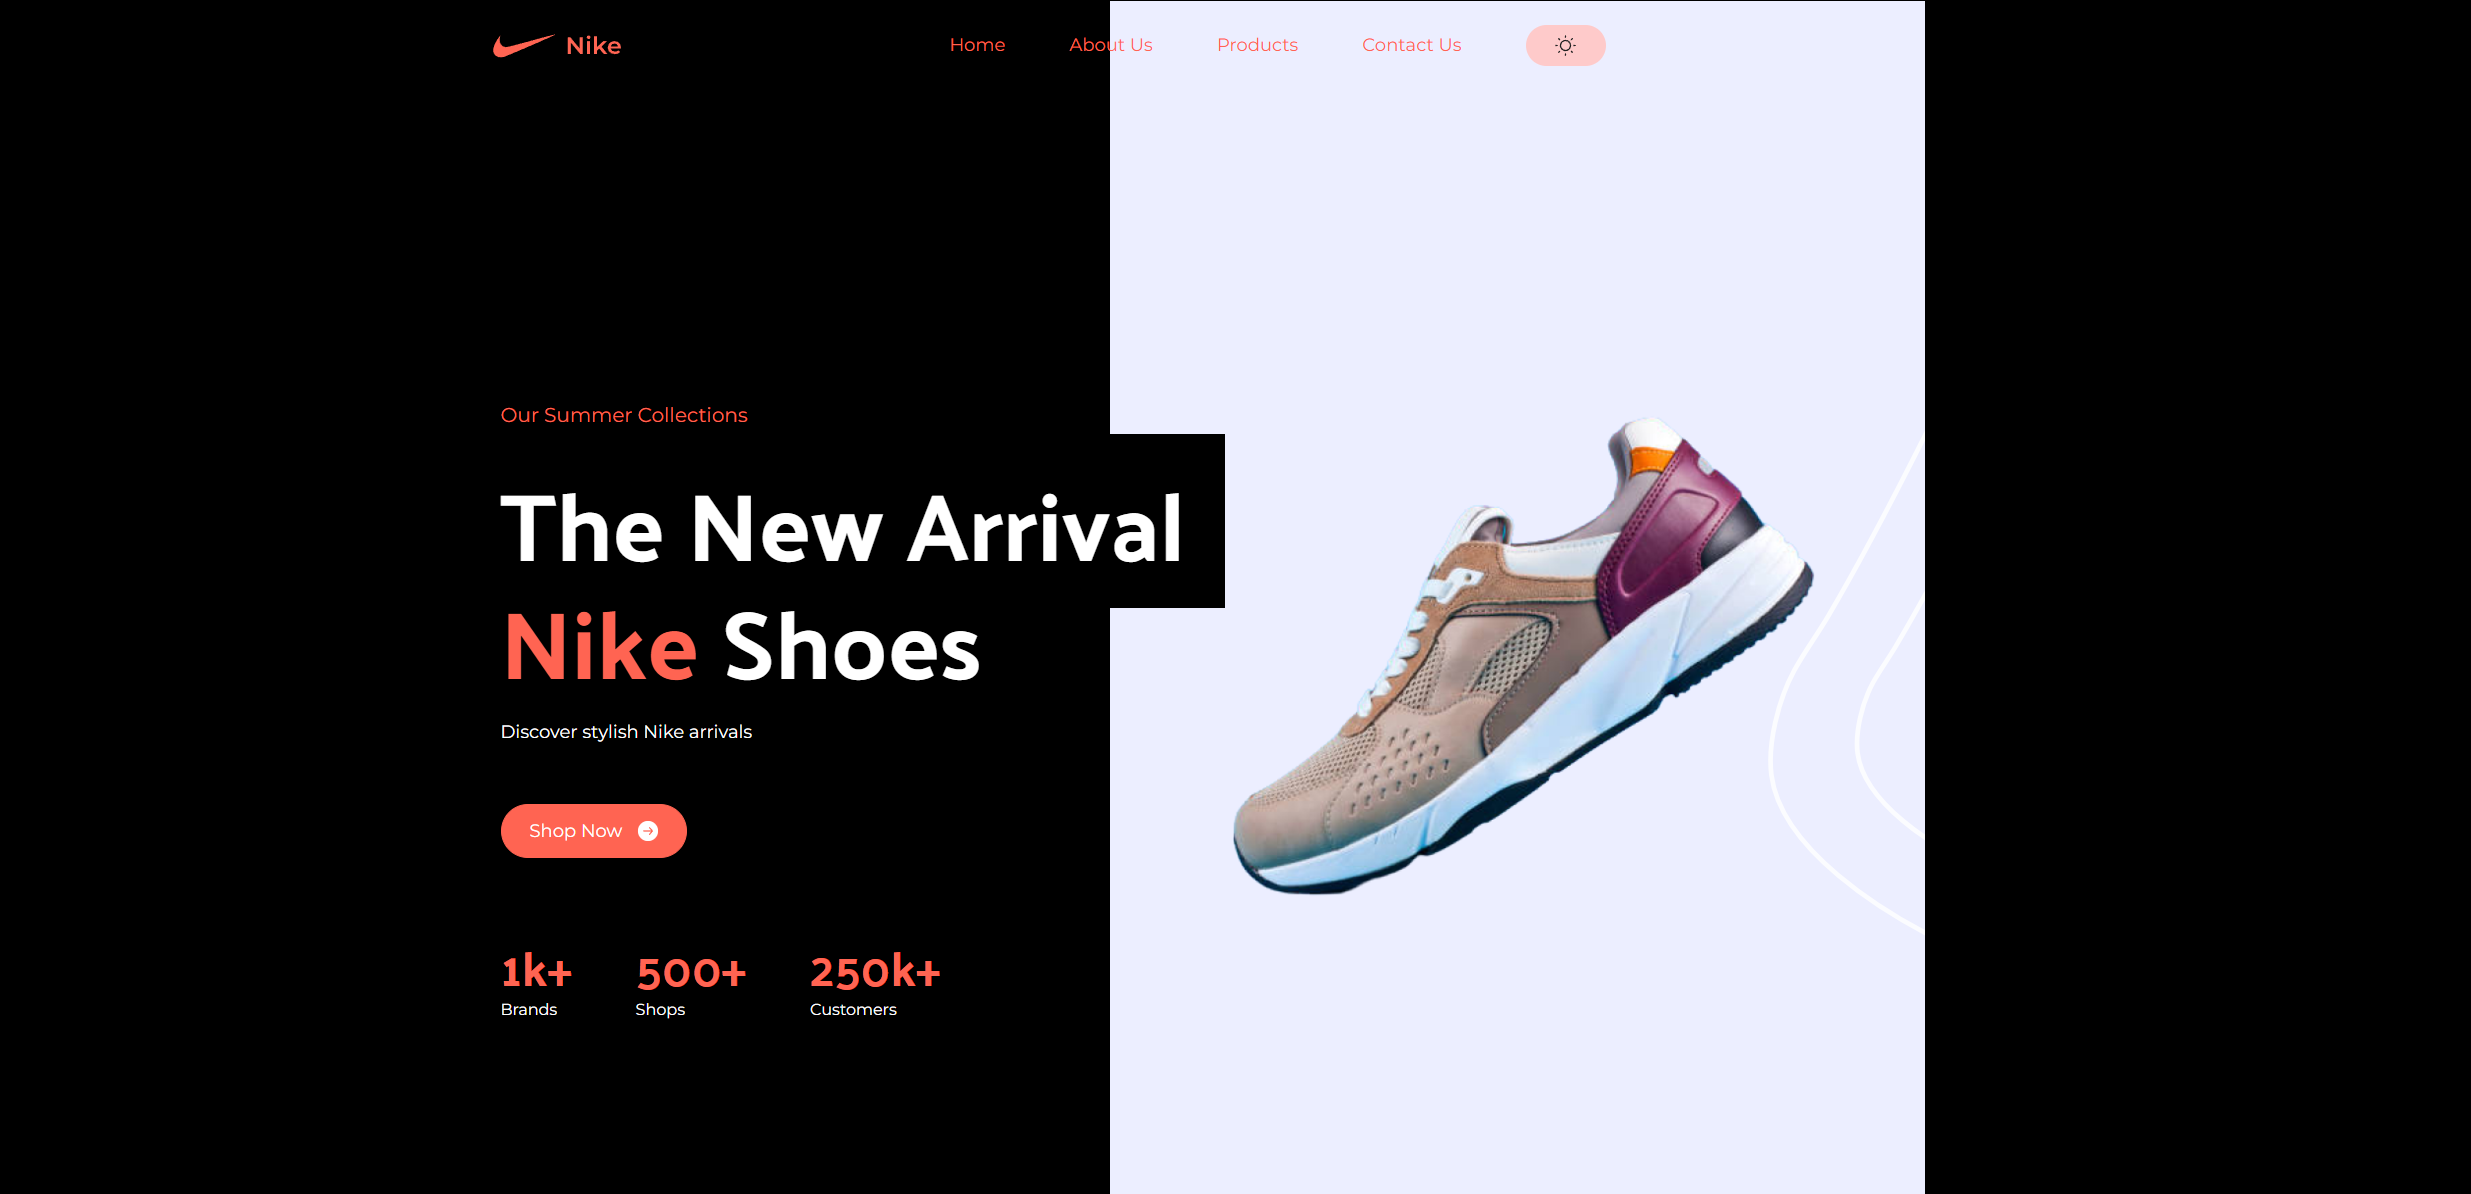 Nike
Home
About Us
Products
Contact Us
Our Summer Collections
The New Arrival
Nike Shoes
Discover stylish Nike arrivals
Shop Now
1k+
Brands
500+
Shops
250k+
Customers